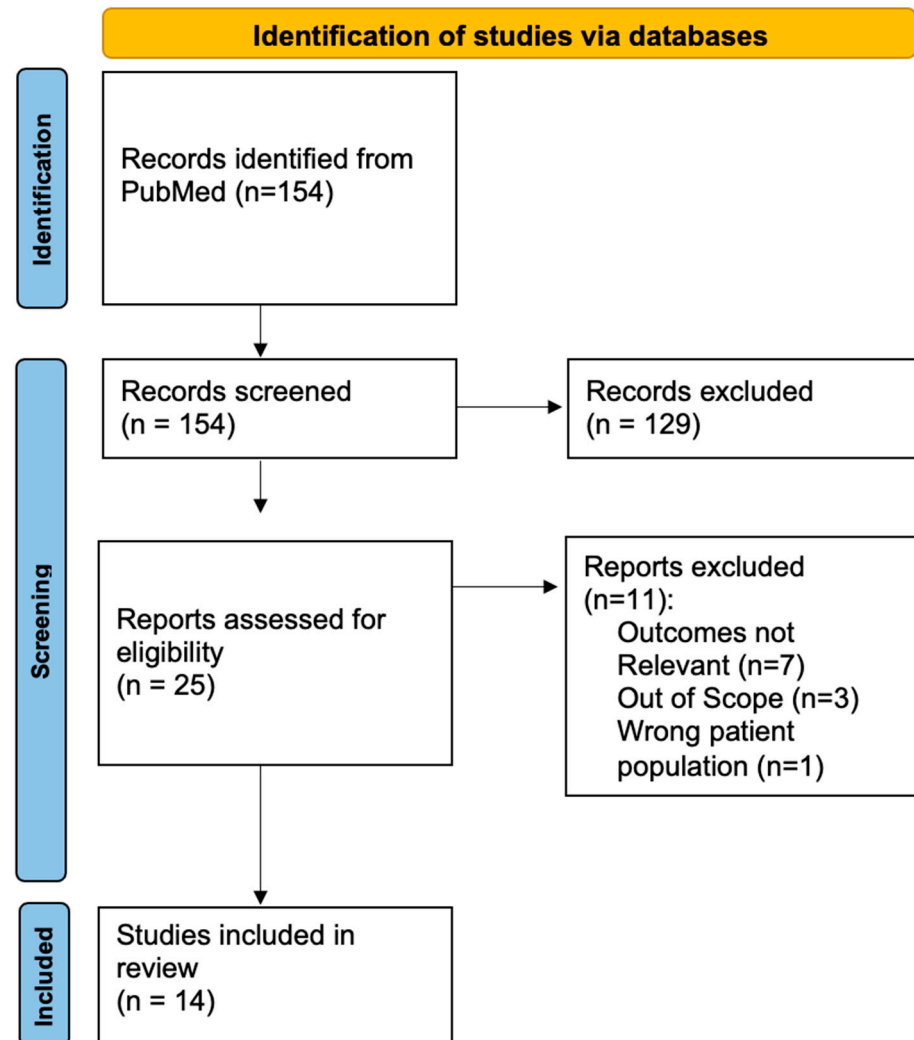 Identification of studies via databases
Identification
Records identified from
PubMed (n=154)
Screening
Records screened
(n = 154)
Records excluded
(n = 129)
Reports assessed for
eligibility
(n = 25)
Reports excluded
(n=11):
Outcomes not
Relevant (n=7)
Out of Scope (n=3)
Wrong patient
population (n=1)
Included
Studies included in
review
(n = 14)